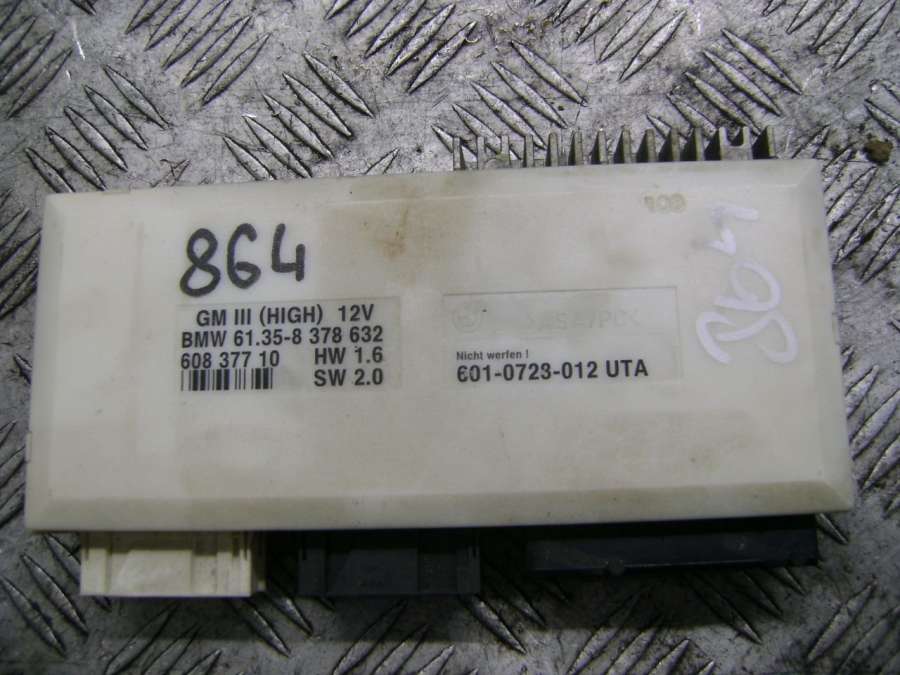 864
GM III (HIGH) 12V
BMW 61.35-8 378 632
608 377 10 HW 1.6
SW 2.0
Nicht werfen !
601-0723-012 UTA